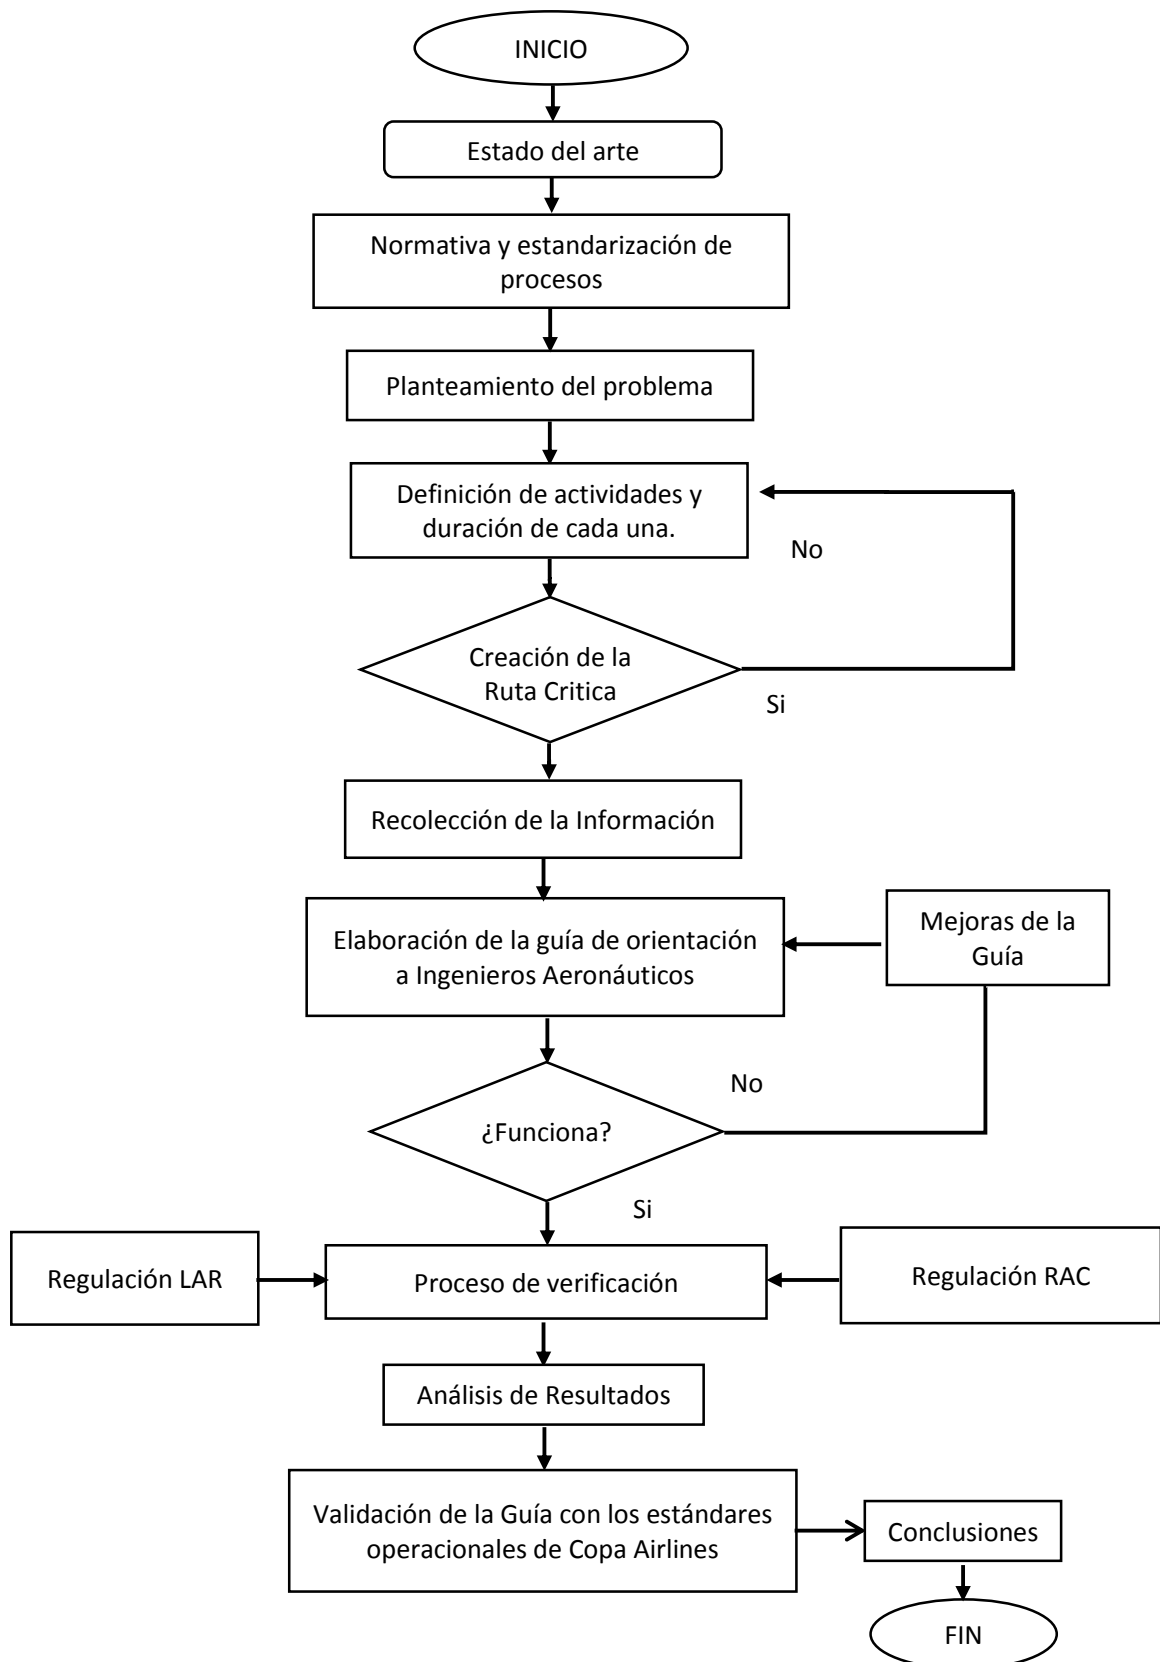 INICIO
Estado del arte
Normativa y estandarización de
procesos
Planteamiento del problema
Definición de actividades y
duración de cada una.
No
Creación de la
Ruta Critica
Si
Recolección de la Información
Elaboración de la guía de orientación
a Ingenieros Aeronáuticos
Mejoras de la
Guía
No
¿Funciona?
Si
Regulación LAR
Proceso de verificación
Regulación RAC
Análisis de Resultados
Validación de la Guía con los estándares
operacionales de Copa Airlines
Conclusiones
FIN